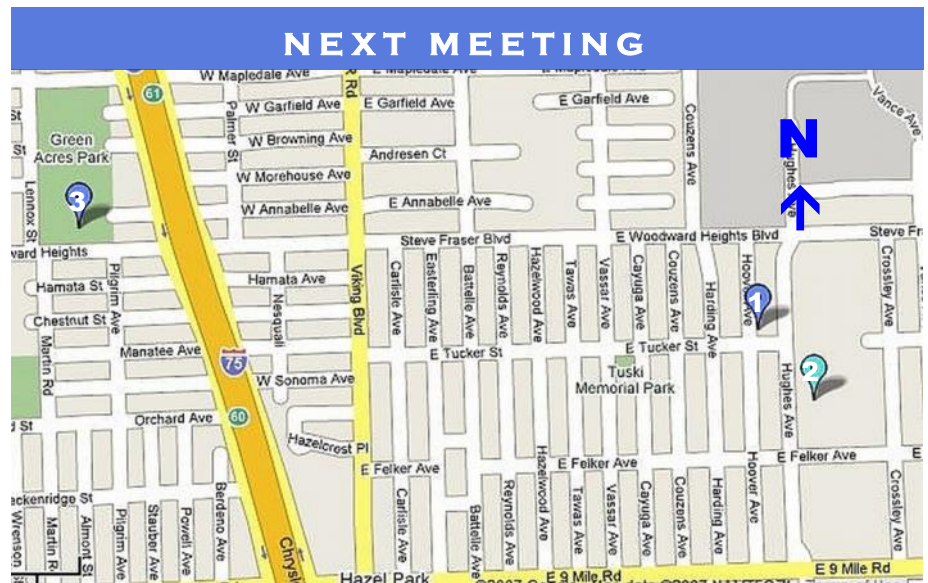 NEXT MEETING
W Mapledale Ave
E Mapledale Ave
61
W Garfield Ave
E Garfield Ave
E Garfield Ave
Vance Ave
St
Palmer St
Couzens Ave
Green
Acres Park
W Browning Ave
N
St
Andresen Ct
W Morehouse Ave
Hughes Ave
3
Lennox St
W Annabelle Ave
E Annabelle Ave
Steve Fraser Blvd
E Woodward Heights Blvd
Steve Fr
ward Heights
Hamata St
Pilgrim Ave
Hamata Ave
Nesquali
Viking Blvd
Carlisle Ave
Easterling Ave
Battelle Ave
Reynolds Ave
Hazelwood Ave
Tawas Ave
Vassar Ave
Cayuga Ave
Couzens Ave
Harding Ave
Hoover Ave
1
Crossley Ave
Chestnut St
Martin Rd
Manatee Ave
75
E Tucker St
E Tucker St
W Sonoma Ave
Tuski
Memorial Park
2
Hughes Ave
Orchard Ave
60
d St
Hazelcrest Pl
E Felker Ave
E Felker Ave
E Felker Ave
E
Hazelwood Ave
Hoover Ave
eckenridge St
Wrenson
Martin R
Almont St
Pilgrim Ave
Stauber Ave
Powell Ave
Berdeno Ave
Chrysl
Carlisle Ave
Battelle Ave
Reynolds Ave
Tawas Ave
Vassar Ave
Cayuga Ave
Couzens Ave
Harding Ave
Crossley Ave
Hazel Park
E 9 Mile Rd
E 9 Mile Rd